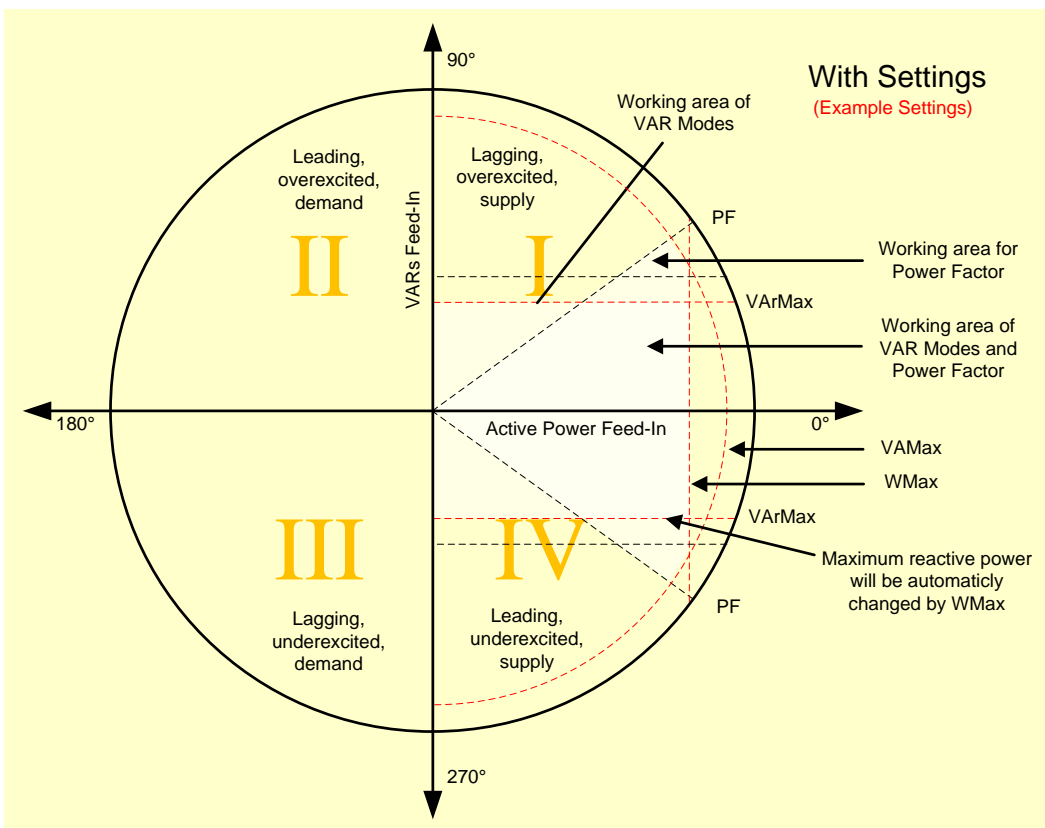 90°
With Settings
(Example Settings)
Working area of
VAR Modes
Leading,
overexcited,
demand
Lagging,
overexcited,
supply
VARs Feed-In
II
I
PF
Working area for
Power Factor
VArMax
Working area of
VAR Modes and
Power Factor
180°
Active Power Feed-In
0°
VAMax
WMax
VArMax
III
IV
Maximum reactive power
will be automaticly
changed by WMax
PF
Lagging,
underexcited,
demand
Leading,
underexcited,
supply
270°